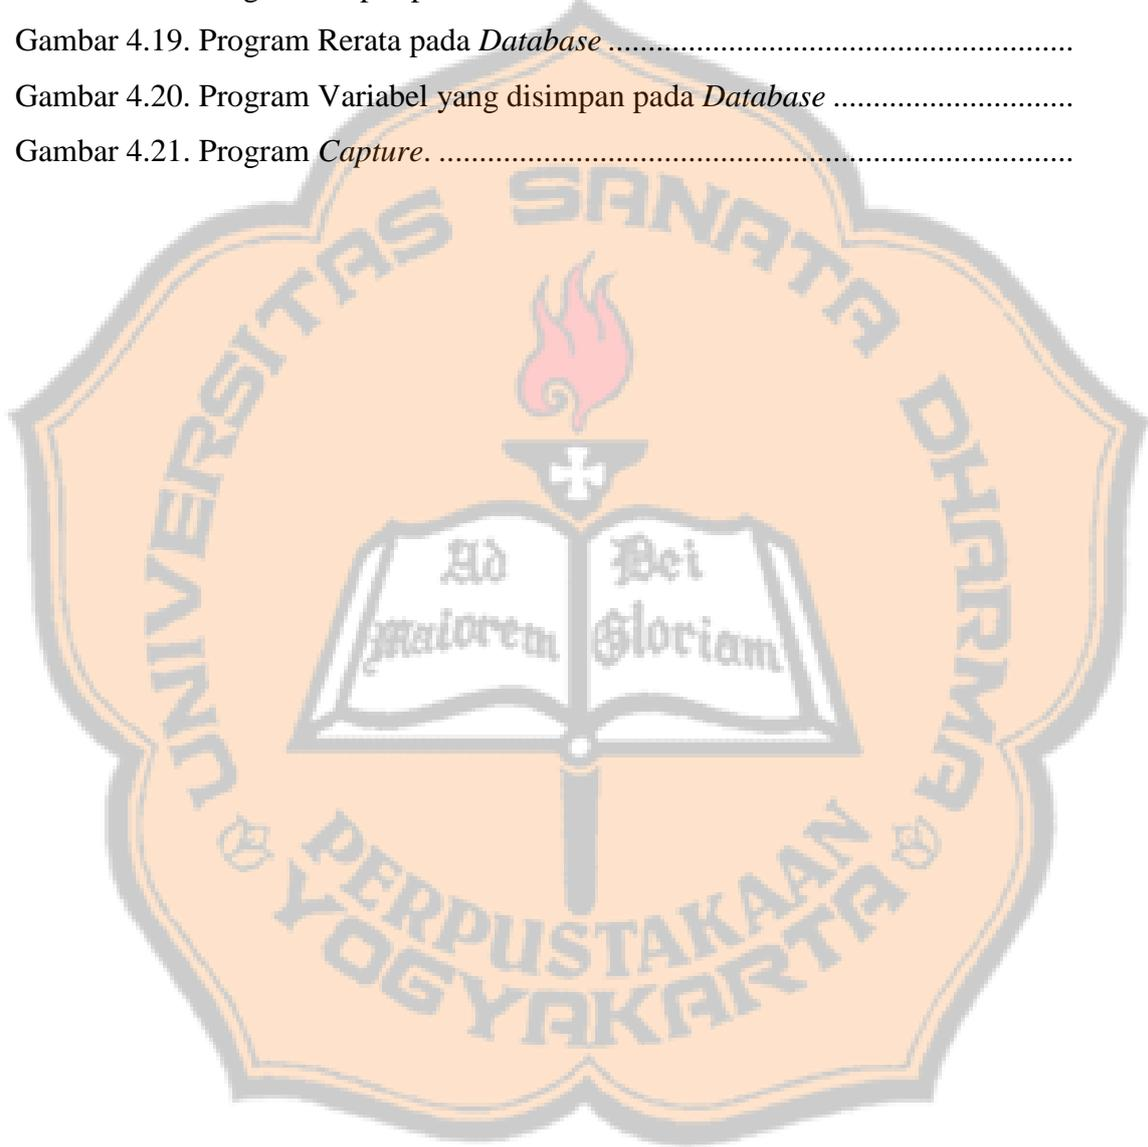 Gambar 4.19. Program Rerata pada Database ..........................................................
Gambar 4.20. Program Variabel yang disimpan pada Database ..............................
Gambar 4.21. Program Capture. ...............................................................................
UNIVERSITAS SANATA DHARMA
Ad Dei
maiorem Gloriam
PERPUSTAKAAN
YOGYAKARTA